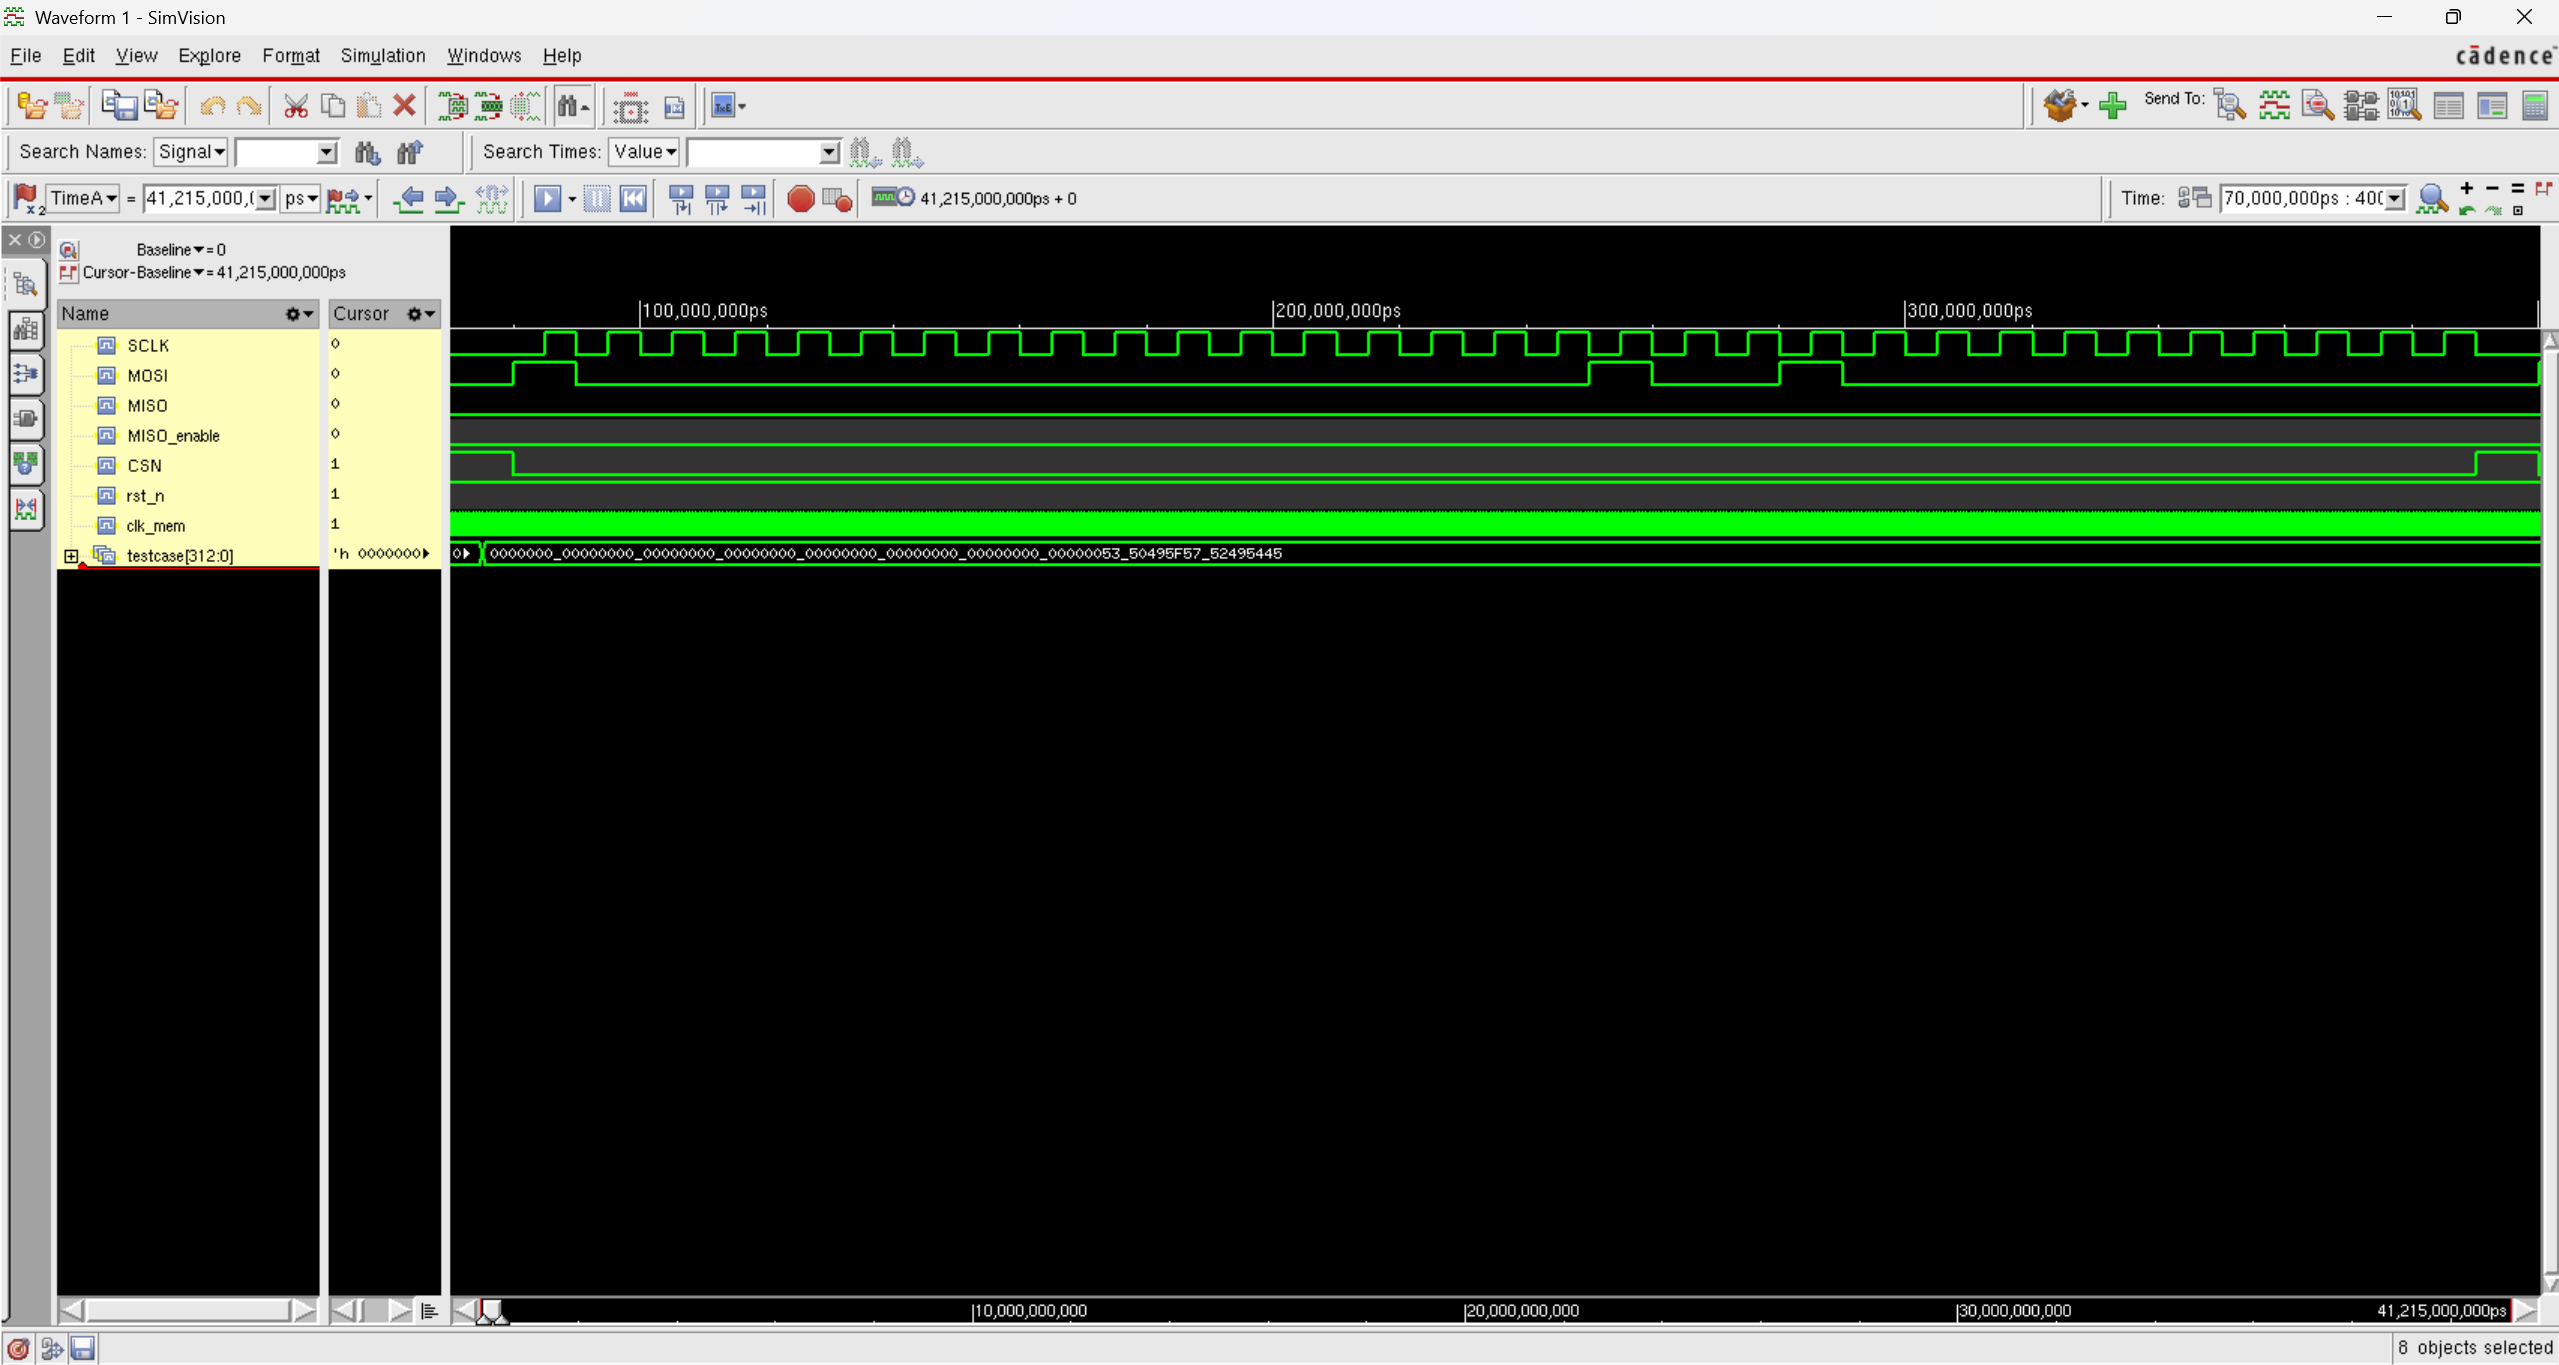 Waveform 1 - SimVision
File Edit View Explore Format Simulation Windows Help
cādence
Send To:
Search Names: Signal Search Times: Value
x2 TimeA = 41,215,000,( ps 41,215,000,000ps + 0 Time: 70,000,000ps : 40(
Baseline = 0
Cursor-Baseline = 41,215,000,000ps
Name Cursor 100,000,000ps 200,000,000ps 300,000,000ps
SCLK 0
MOSI 0
MISO 0
MISO_enable 0
CSN 1
rst_n 1
clk_mem 1
testcase[312:0] 'h 0000000 0 0000000_00000000_00000000_00000000_00000000_00000000_00000000_00000053_50495F57_52495445
10,000,000,000 20,000,000,000 30,000,000,000 41,215,000,000ps
8 objects selected